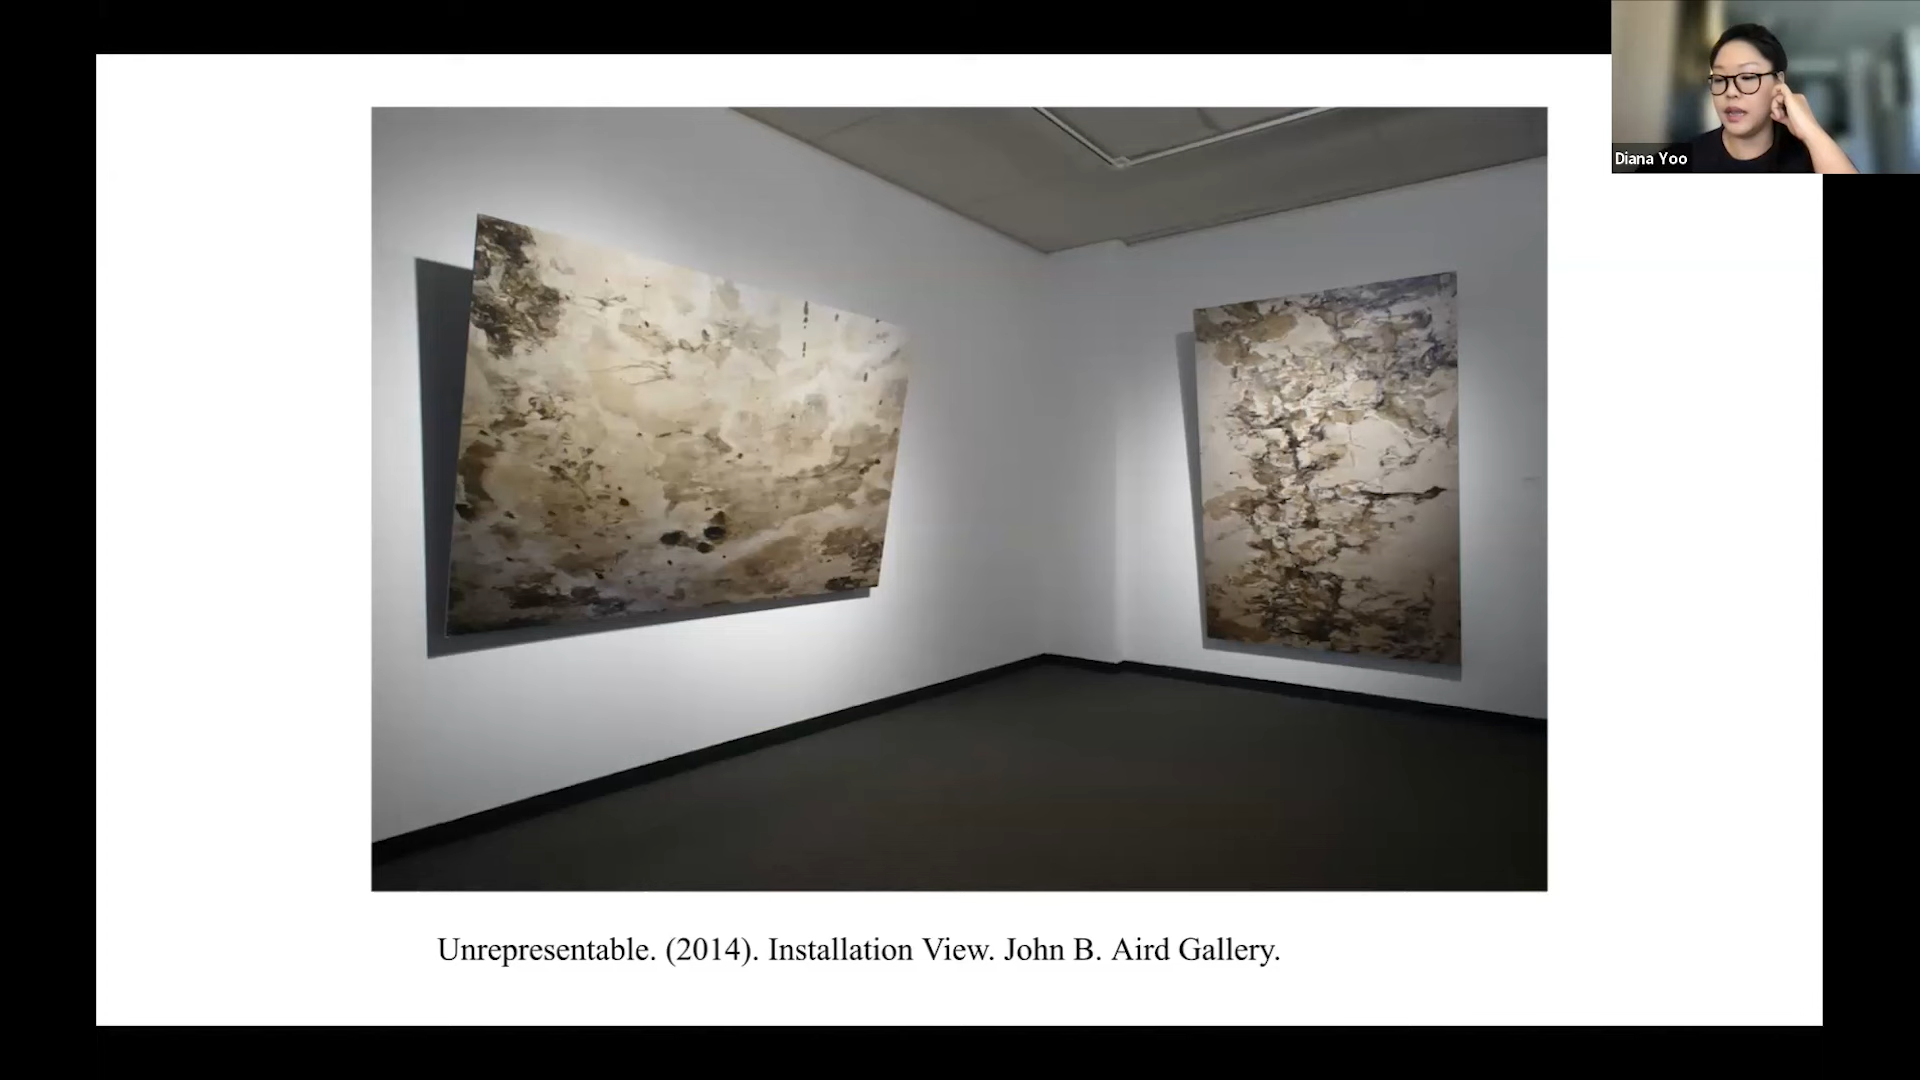 Diana Yoo
Unrepresentable. (2014). Installation View. John B. Aird Gallery.